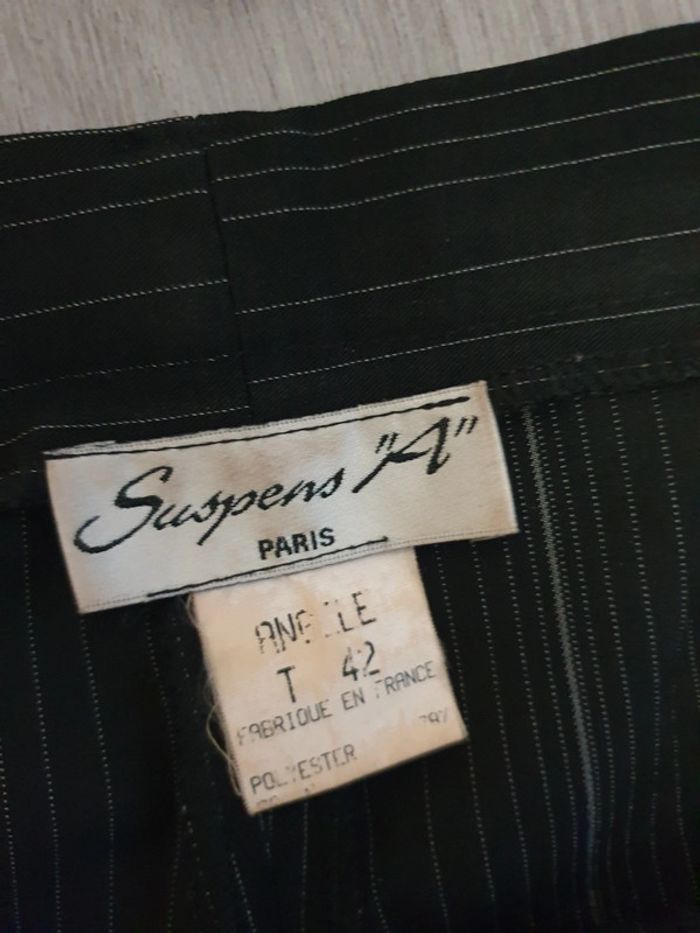 Suspens "A"
PARIS
T 42
FABRIQUE EN FRANCE
POLYESTER